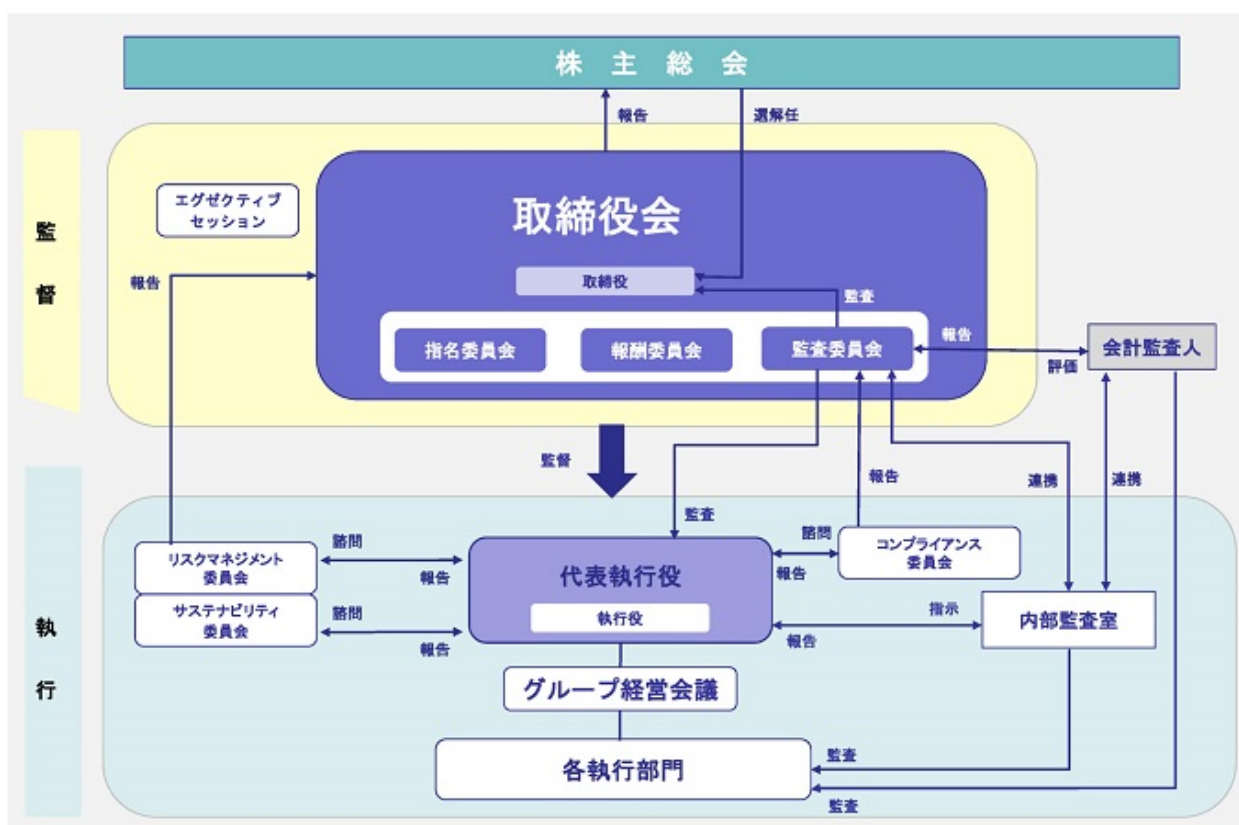 株主総会
報告
選解任
監
督
エグゼクティブ
セッション
取締役会
報告
取締役
監査
指名委員会
報酬委員会
監査委員会
報告
評価
会計監査人
監督
報告
連携
連携
監査
執
行
リスクマネジメント
委員会
諮問
報告
代表執行役
執行役
諮問
報告
コンプライアンス
委員会
サステナビリティ
委員会
諮問
報告
指示
報告
内部監査室
グループ経営会議
各執行部門
監査
監査